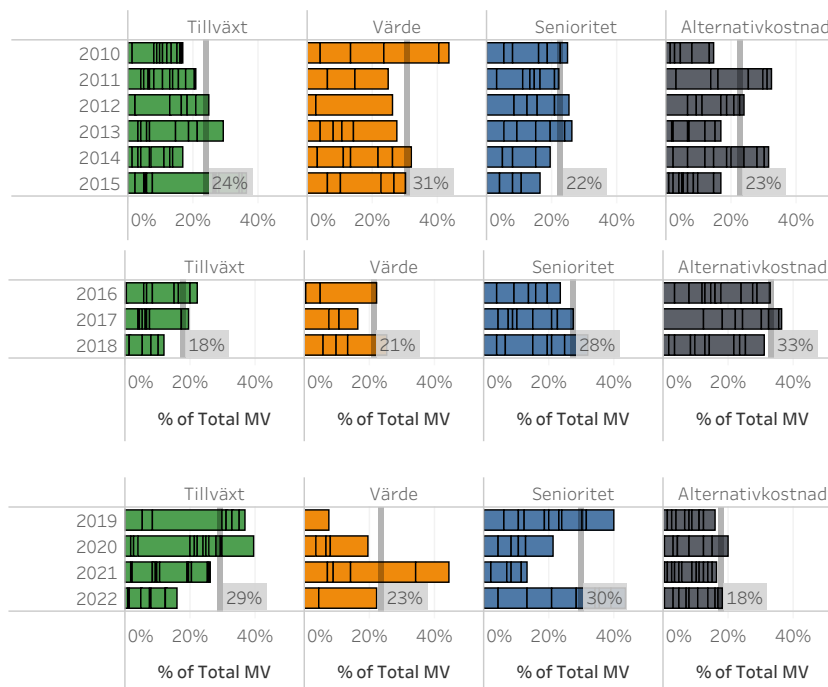 Tillväxt Värde Senioritet Alternativkostnad
2010
2011
2012
2013
2014
2015 24% 31% 22% 23%
0% 20% 40% 0% 20% 40% 0% 20% 40% 0% 20% 40%
Tillväxt Värde Senioritet Alternativkostnad
2016
2017
2018 18% 21% 28% 33%
0% 20% 40% 0% 20% 40% 0% 20% 40% 0% 20% 40%
% of Total MV % of Total MV % of Total MV % of Total MV
Tillväxt Värde Senioritet Alternativkostnad
2019
2020
2021
2022 29% 23% 30% 18%
0% 20% 40% 0% 20% 40% 0% 20% 40% 0% 20% 40%
% of Total MV % of Total MV % of Total MV % of Total MV